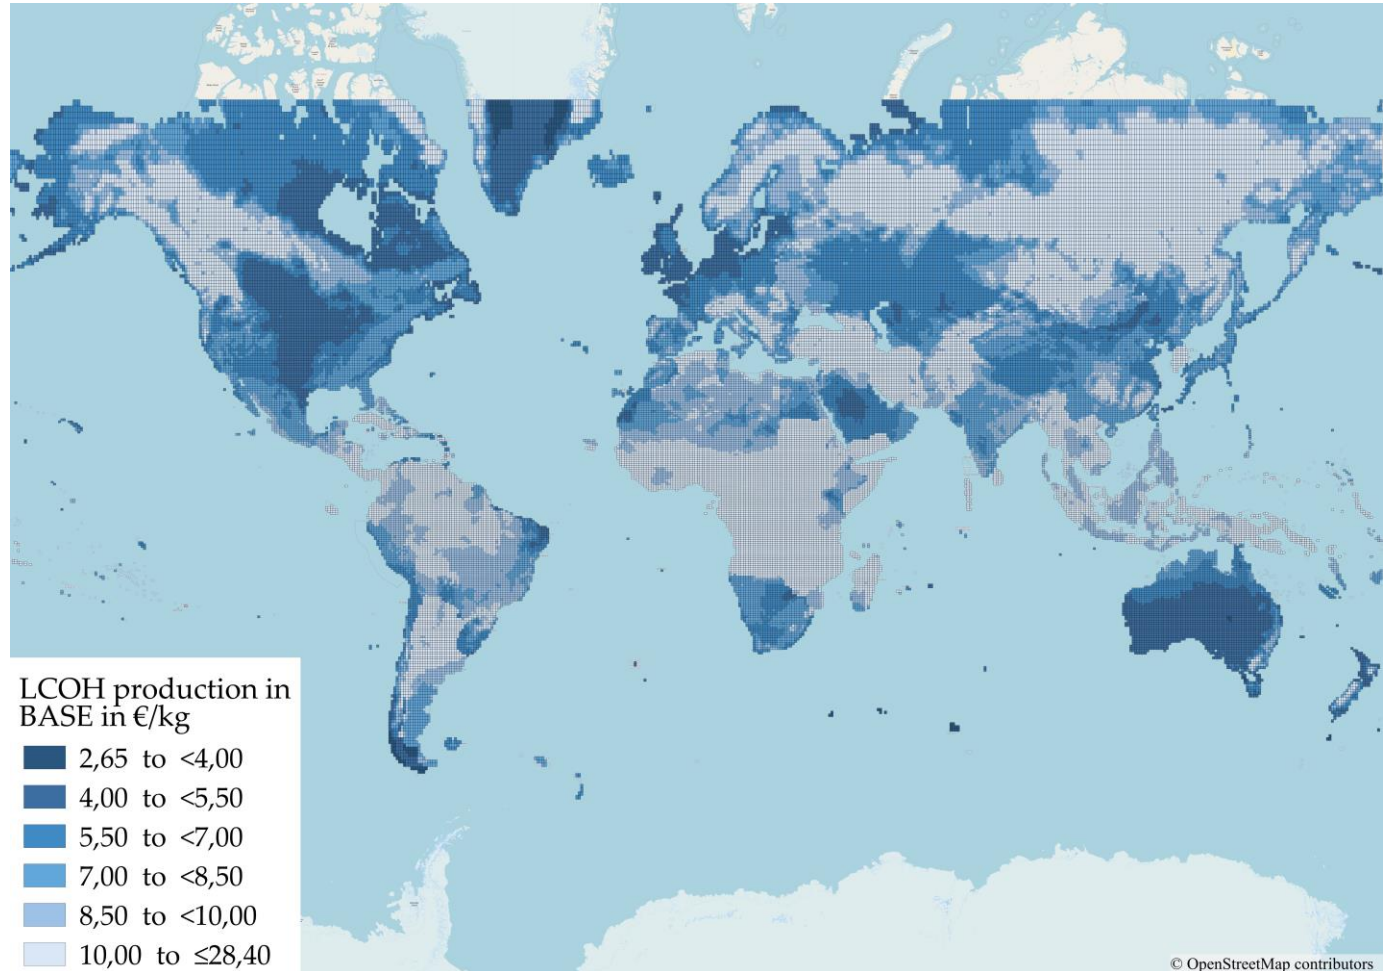 LCOH production in
BASE in €/kg
2,65 to <4,00
4,00 to <5,50
5,50 to <7,00
7,00 to <8,50
8,50 to <10,00
10,00 to ≤28,40
© OpenStreetMap contributors